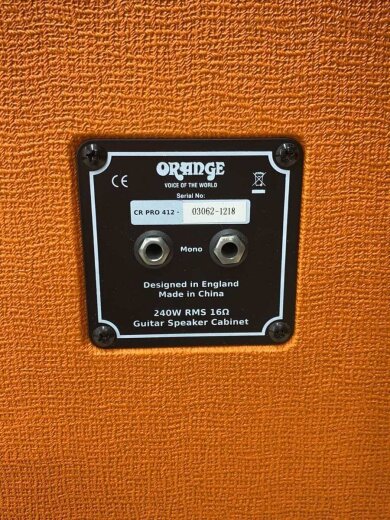 ORANGE
VOICE OF THE WORLD
CE
Serial No:
CR PRO 412 - 03062-1218
Mono
Designed in England
Made in China
240W RMS 16Ω
Guitar Speaker Cabinet